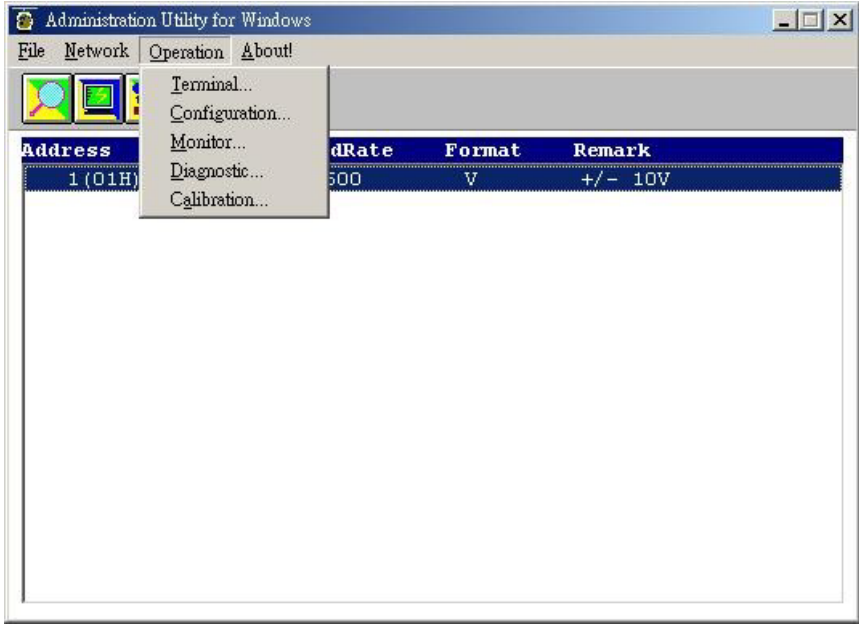 Administration Utility for Windows
File Network Operation About!
Terminal...
Configuration...
Monitor...
Diagnostic...
Calibration...
Address dRate Format Remark
1(01H) 500 V +/- 10V